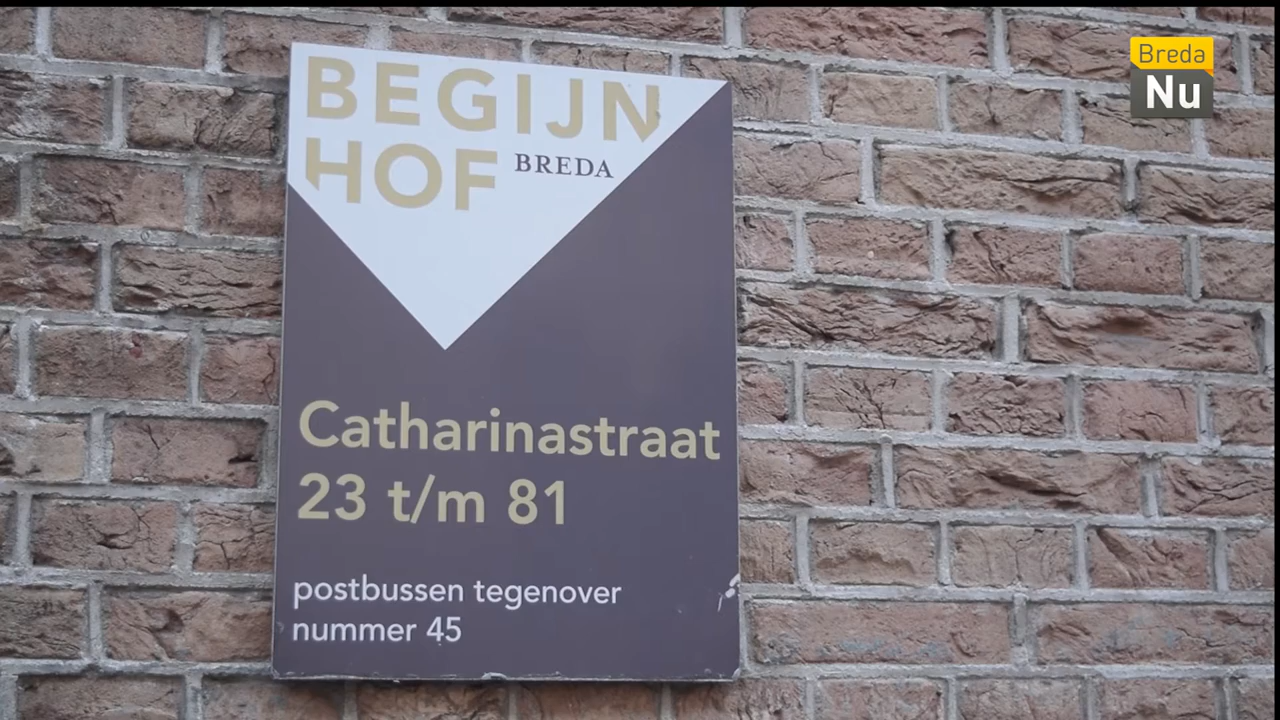 BEGIJN
HOF BREDA
Catharinastraat
23 t/m 81
postbussen tegenover
nummer 45
Breda
Nu